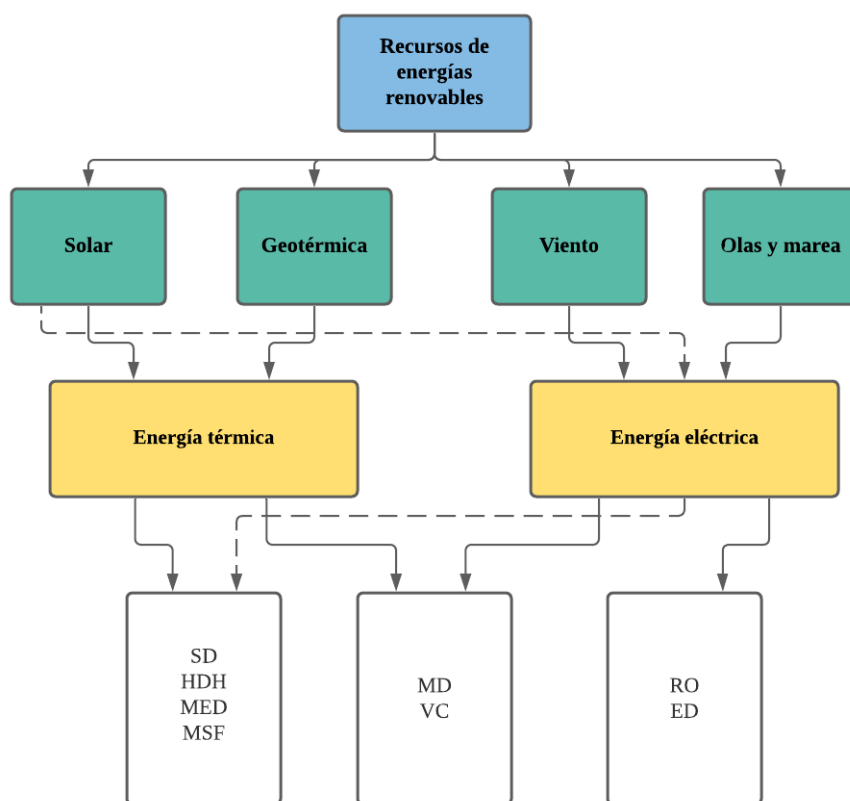 Recursos de
energías
renovables
Solar
Geotérmica
Viento
Olas y marea
Energía térmica
Energía eléctrica
SD
HDH
MED
MSF
MD
VC
RO
ED